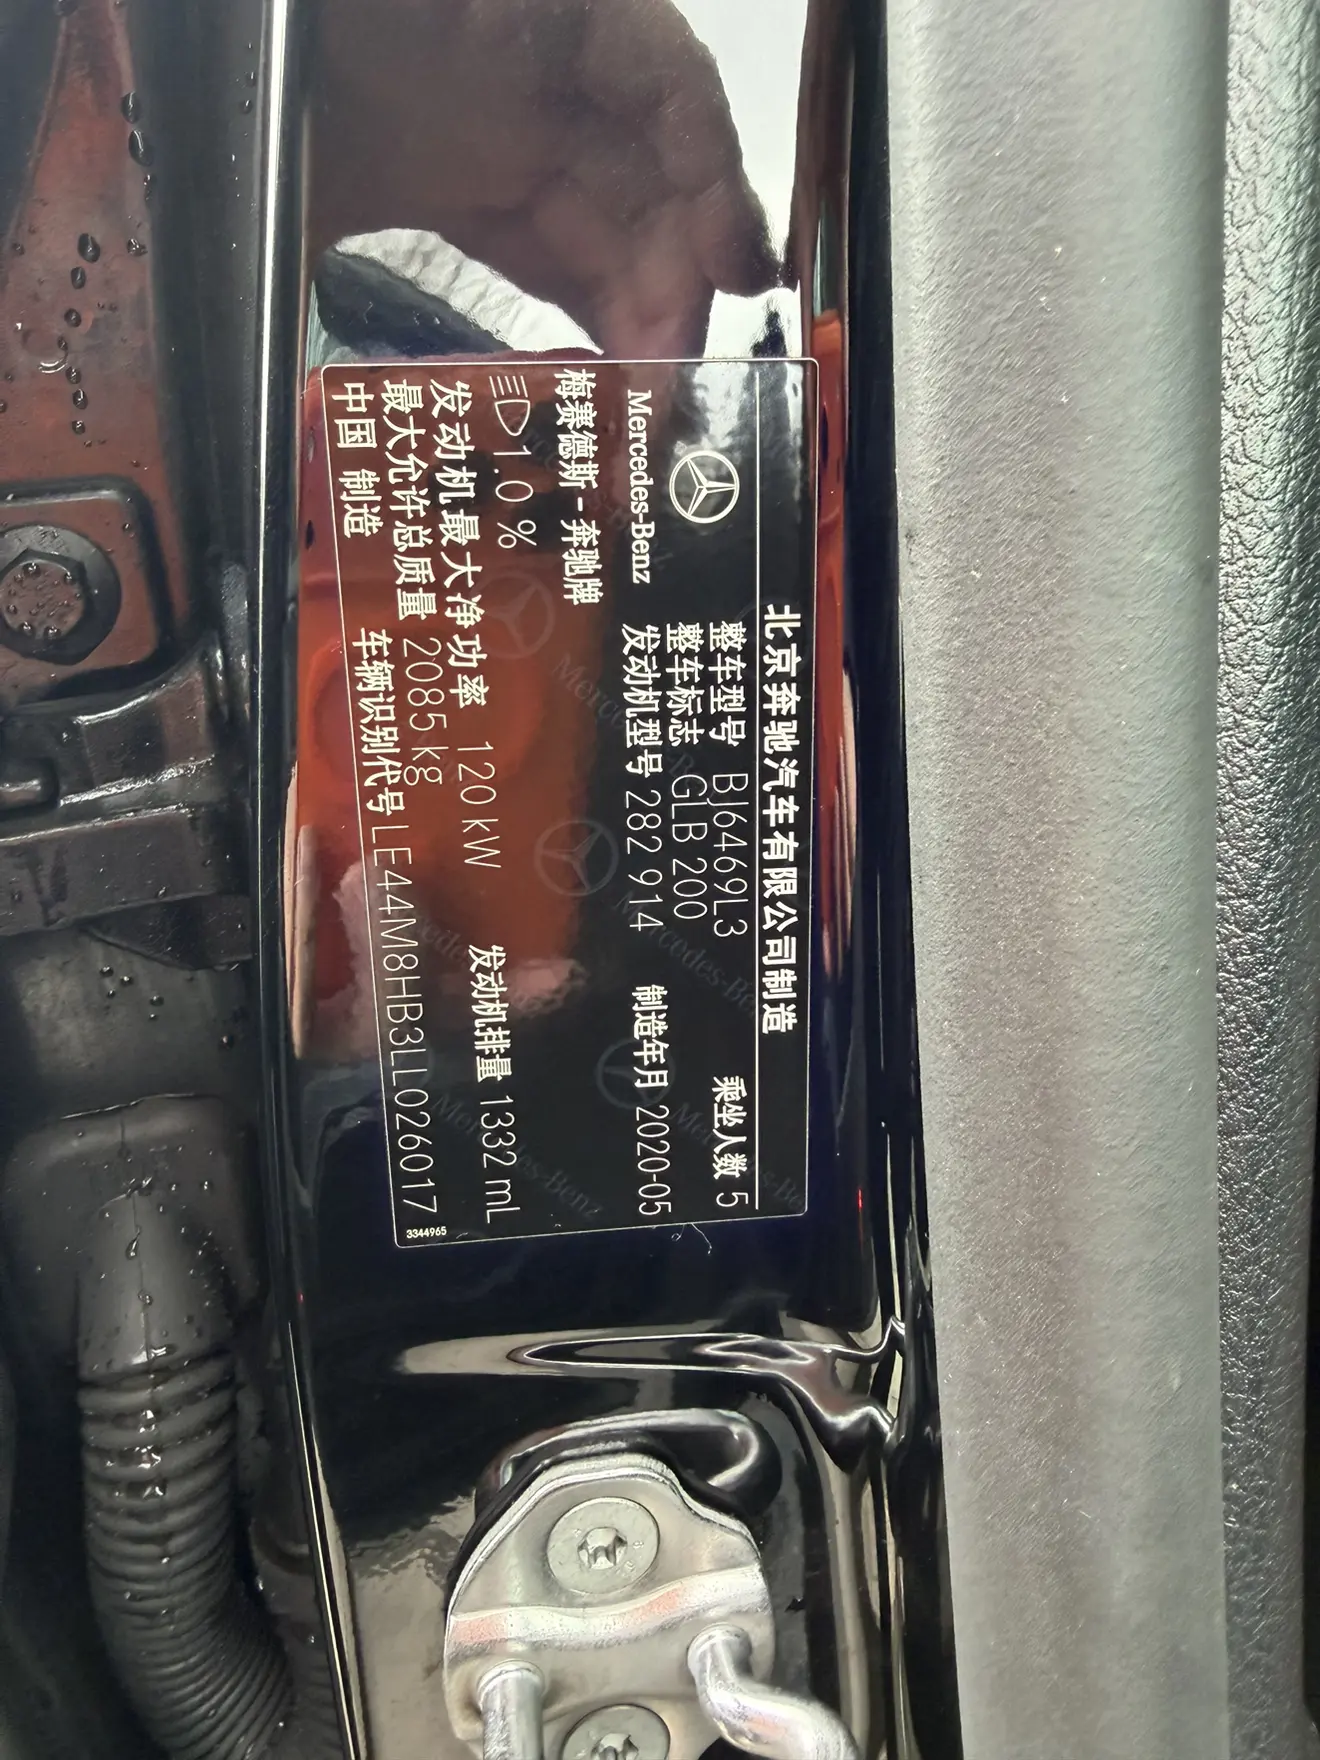 北京奔驰汽车有限公司制造
整车型号 BJ6469L3 乘坐人数 5
整车标志 GLB 200
Mercedes-Benz 发动机型号 282 914 制造年月 2020-05
梅赛德斯-奔驰牌
1.0 %
发动机最大净功率 120 kW 发动机排量 1332 mL
最大允许总质量 2085 kg
中国 制造 车辆识别代号 LE44M8HB3LL026017
3344965